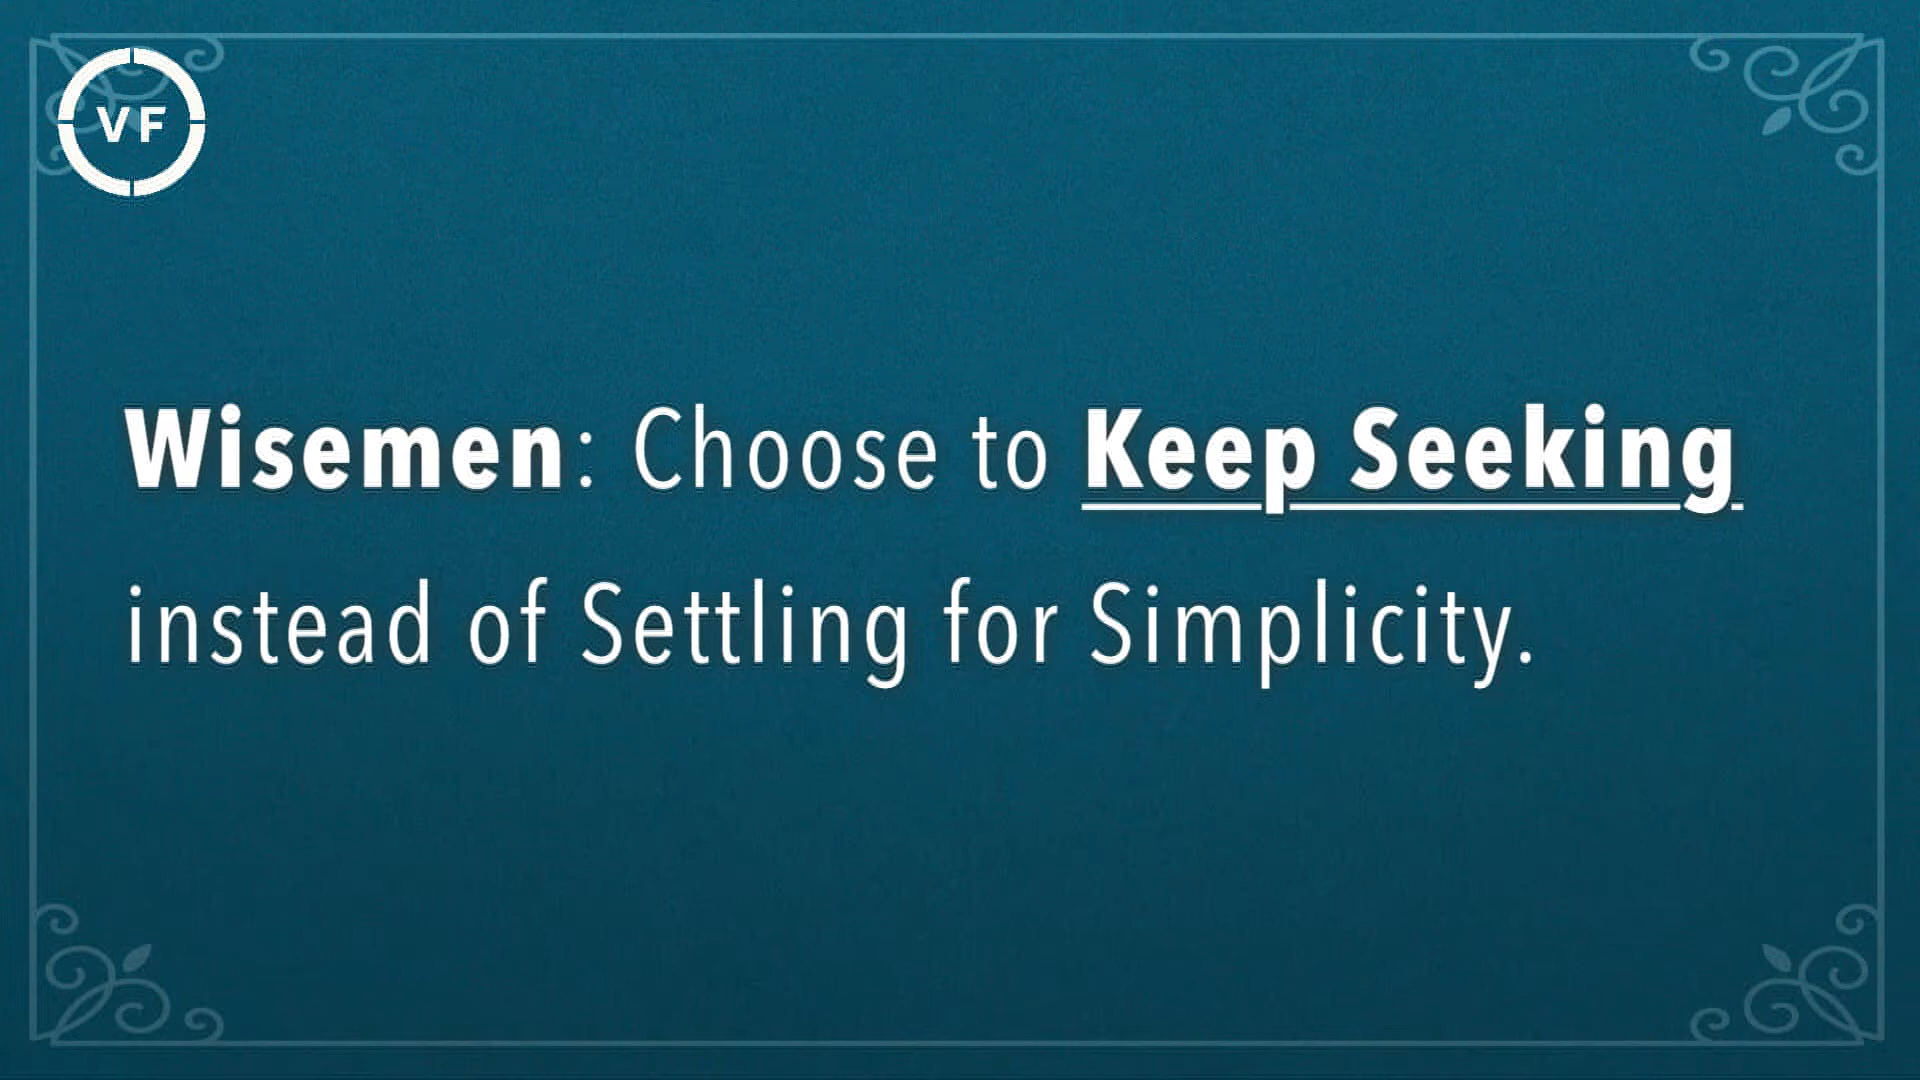 VF
Wisemen: Choose to Keep Seeking
instead of Settling for Simplicity.